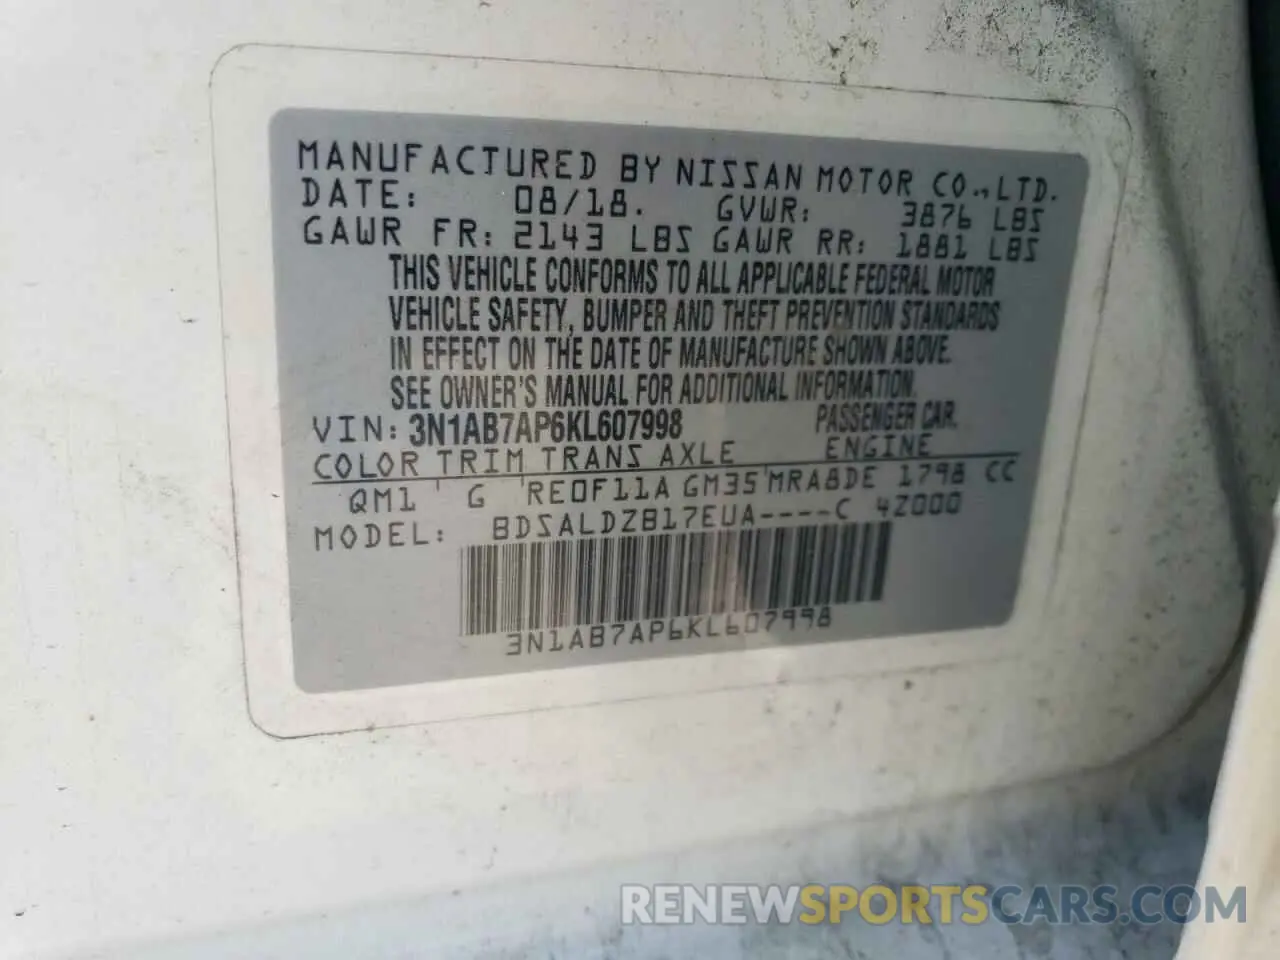 MANUFACTURED BY NISSAN MOTOR CO., LTD.
DATE: 08/18. GVWR: 3876 LBS
GAWR FR: 2143 LBS GAWR RR: 1881 LBS
THIS VEHICLE CONFORMS TO ALL APPLICABLE FEDERAL MOTOR
VEHICLE SAFETY, BUMPER AND THEFT PREVENTION STANDARDS
IN EFFECT ON THE DATE OF MANUFACTURE SHOWN ABOVE.
SEE OWNER'S MANUAL FOR ADDITIONAL INFORMATION.
VIN: 3N1AB7AP6KL607998 PASSENGER CAR.
COLOR TRIM TRANS AXLE ENGINE
QM1 G RE0F11A GM35 MRA8DE 1798 CC
MODEL: BDSALDZB17EUA----C 4Z000
3N1AB7AP6KL607998
RENEWSPORTSCARS.COM